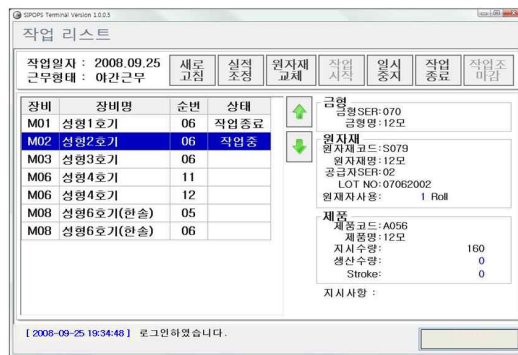 SIPOPS Terminal Version 1.0.0.5
작업 리스트
작업일자 : 2008.09.25
근무형태 : 야간근무
새로고침 실적조정 원자재교체 작업시작 일시중지 작업종료 작업조마감
장비 장비명 순번 상태
M01 성형1호기 06 작업종료
M02 성형2호기 06 작업중
M03 성형3호기 06
M06 성형4호기 11
M06 성형4호기 12
M08 성형6호기(한솔) 05
M08 성형6호기(한솔) 06
금형
금형SER:070
금형명:12모
원자재
원자재코드:S079
원자재명:12모
공급자SER:02
LOT NO:07062002
원재자사용: 1 Roll
제품
제품코드:A056
제품명:12모
지시수량: 160
생산수량: 0
Stroke: 0
지시사항 :
[ 2008-09-25 19:34:48 ] 로그인하였습니다.